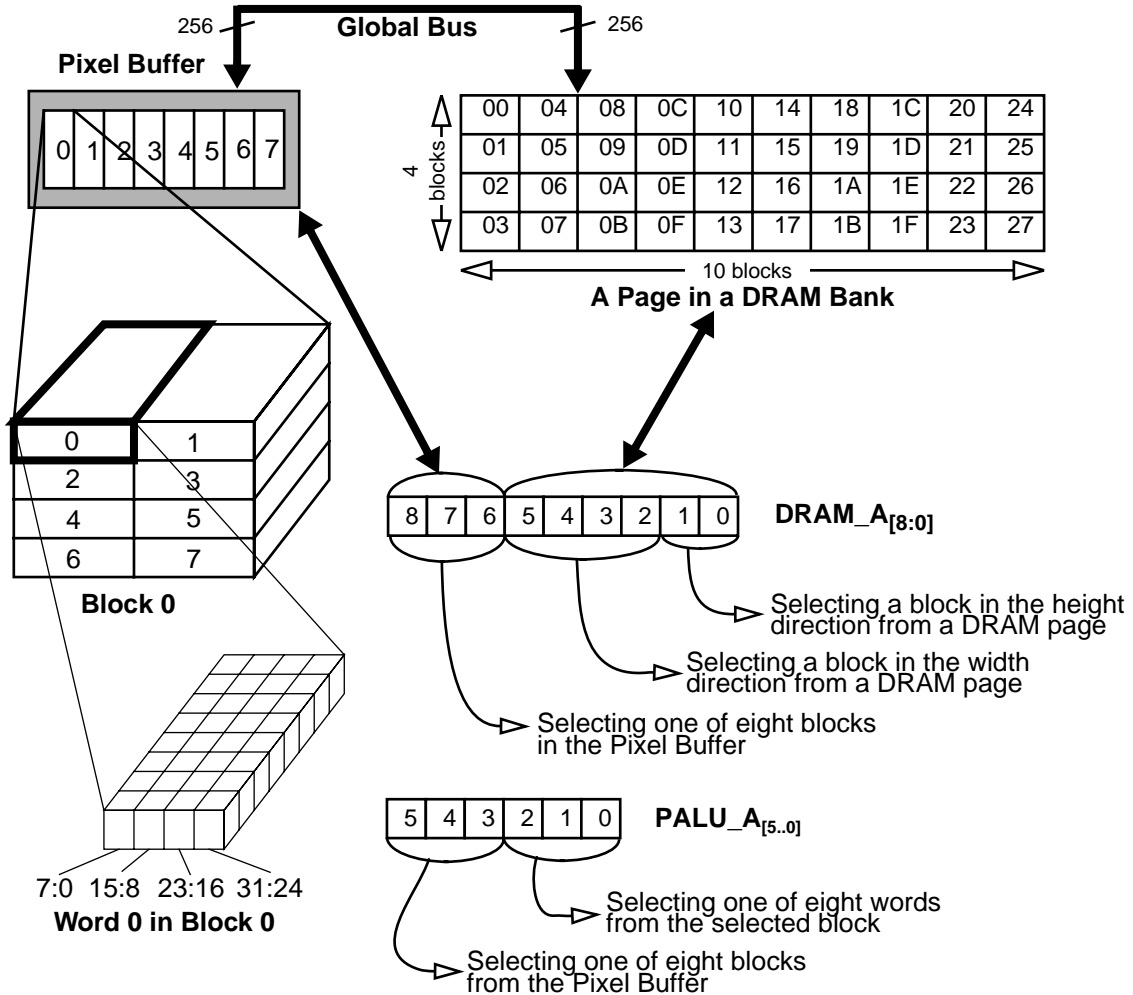 256
Global Bus
256
Pixel Buffer
0 1 2 3 4 5 6 7
4
blocks
00 04 08 0C 10 14 18 1C 20 24
01 05 09 0D 11 15 19 1D 21 25
02 06 0A 0E 12 16 1A 1E 22 26
03 07 0B 0F 13 17 1B 1F 23 27
10 blocks
A Page in a DRAM Bank
0 1
2 3
4 5
6 7
Block 0
8 7 6 5 4 3 2 1 0
DRAM_A[8:0]
Selecting a block in the height
direction from a DRAM page
Selecting a block in the width
direction from a DRAM page
Selecting one of eight blocks
in the Pixel Buffer
7:0 15:8 23:16 31:24
Word 0 in Block 0
5 4 3 2 1 0
PALU_A[5..0]
Selecting one of eight words
from the selected block
Selecting one of eight blocks
from the Pixel Buffer